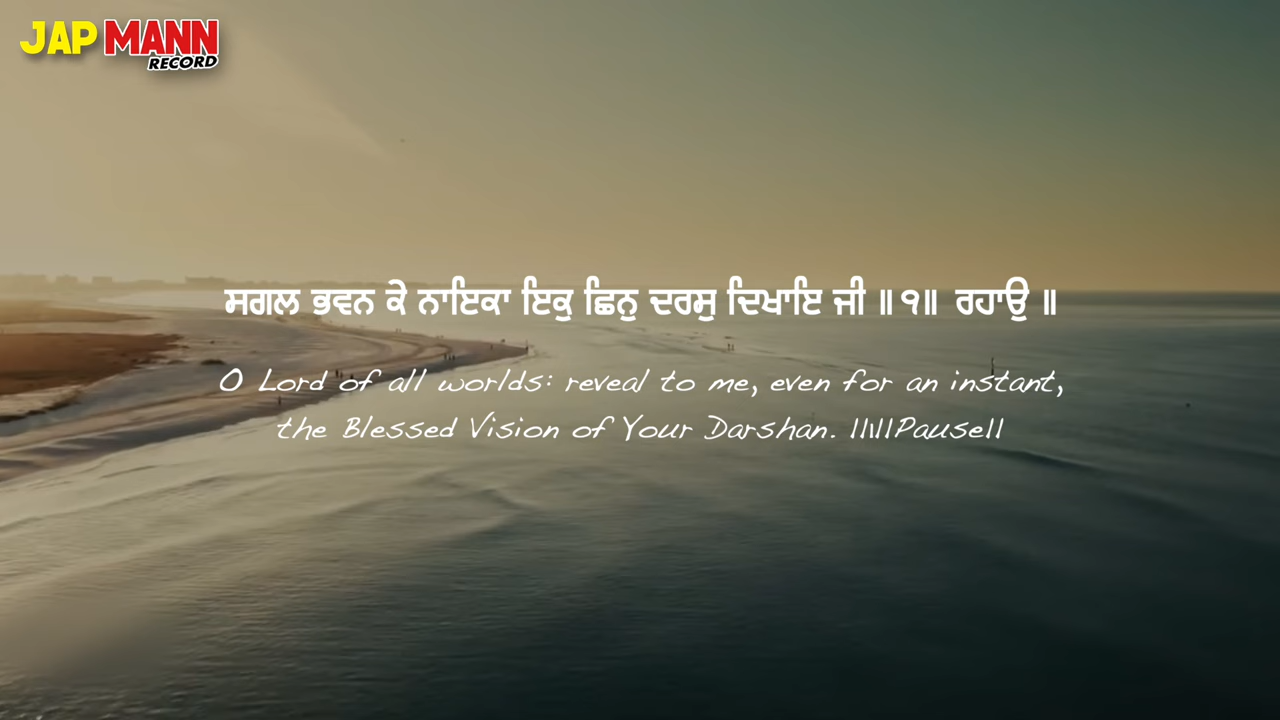 JAP MANN
RECORD
ਸਗਲ ਭਵਨ ਕੇ ਨਾਇਕਾ ਇਕੁ ਛਿਨੁ ਦਰਸੁ ਦਿਖਾਇ ਜੀ ॥੧॥ ਰਹਾਉ ॥
O Lord of all worlds: reveal to me, even for an instant,
the Blessed Vision of Your Darshan. ||1||Pause||